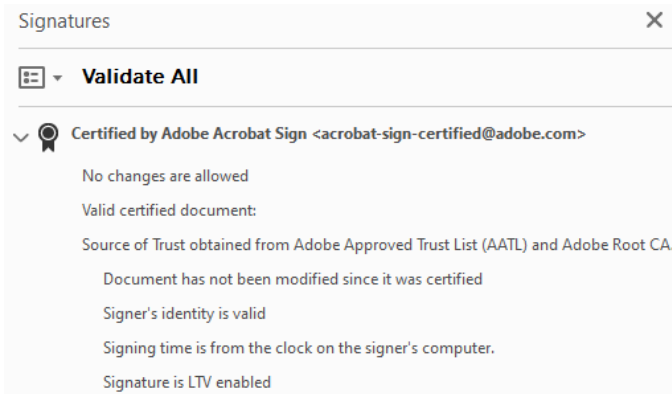 Signatures
Validate All
Certified by Adobe Acrobat Sign <acrobat-sign-certified@adobe.com>
No changes are allowed
Valid certified document:
Source of Trust obtained from Adobe Approved Trust List (AATL) and Adobe Root CA.
Document has not been modified since it was certified
Signer's identity is valid
Signing time is from the clock on the signer's computer.
Signature is LTV enabled